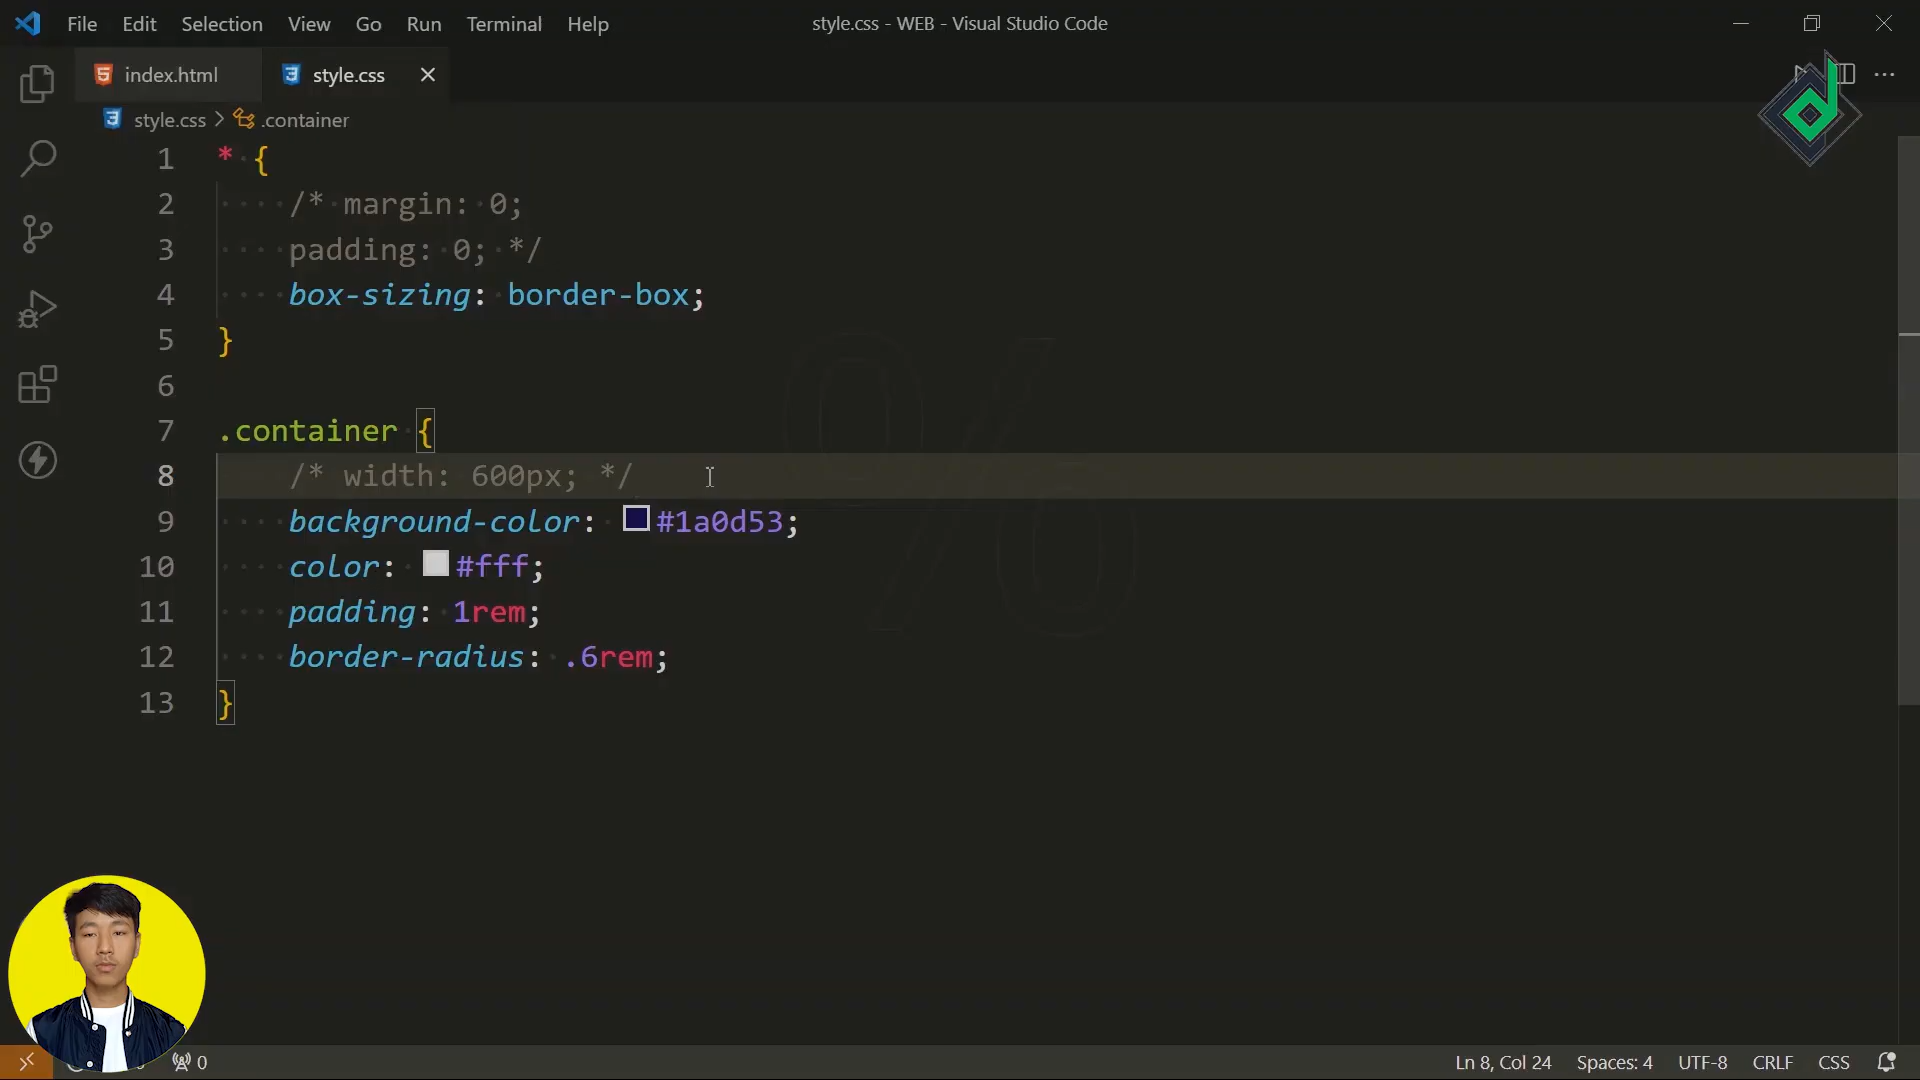 File Edit Selection View Go Run Terminal Help style.css - WEB - Visual Studio Code
index.html style.css
style.css > .container
1 * {
2 /* margin: 0;
3 padding: 0; */
4 box-sizing: border-box;
5 }
6
7 .container {
8 /* width: 600px; */
9 background-color: #1a0d53;
10 color: #fff;
11 padding: 1rem;
12 border-radius: .6rem;
13 }
%
0 Ln 8, Col 24 Spaces: 4 UTF-8 CRLF CSS